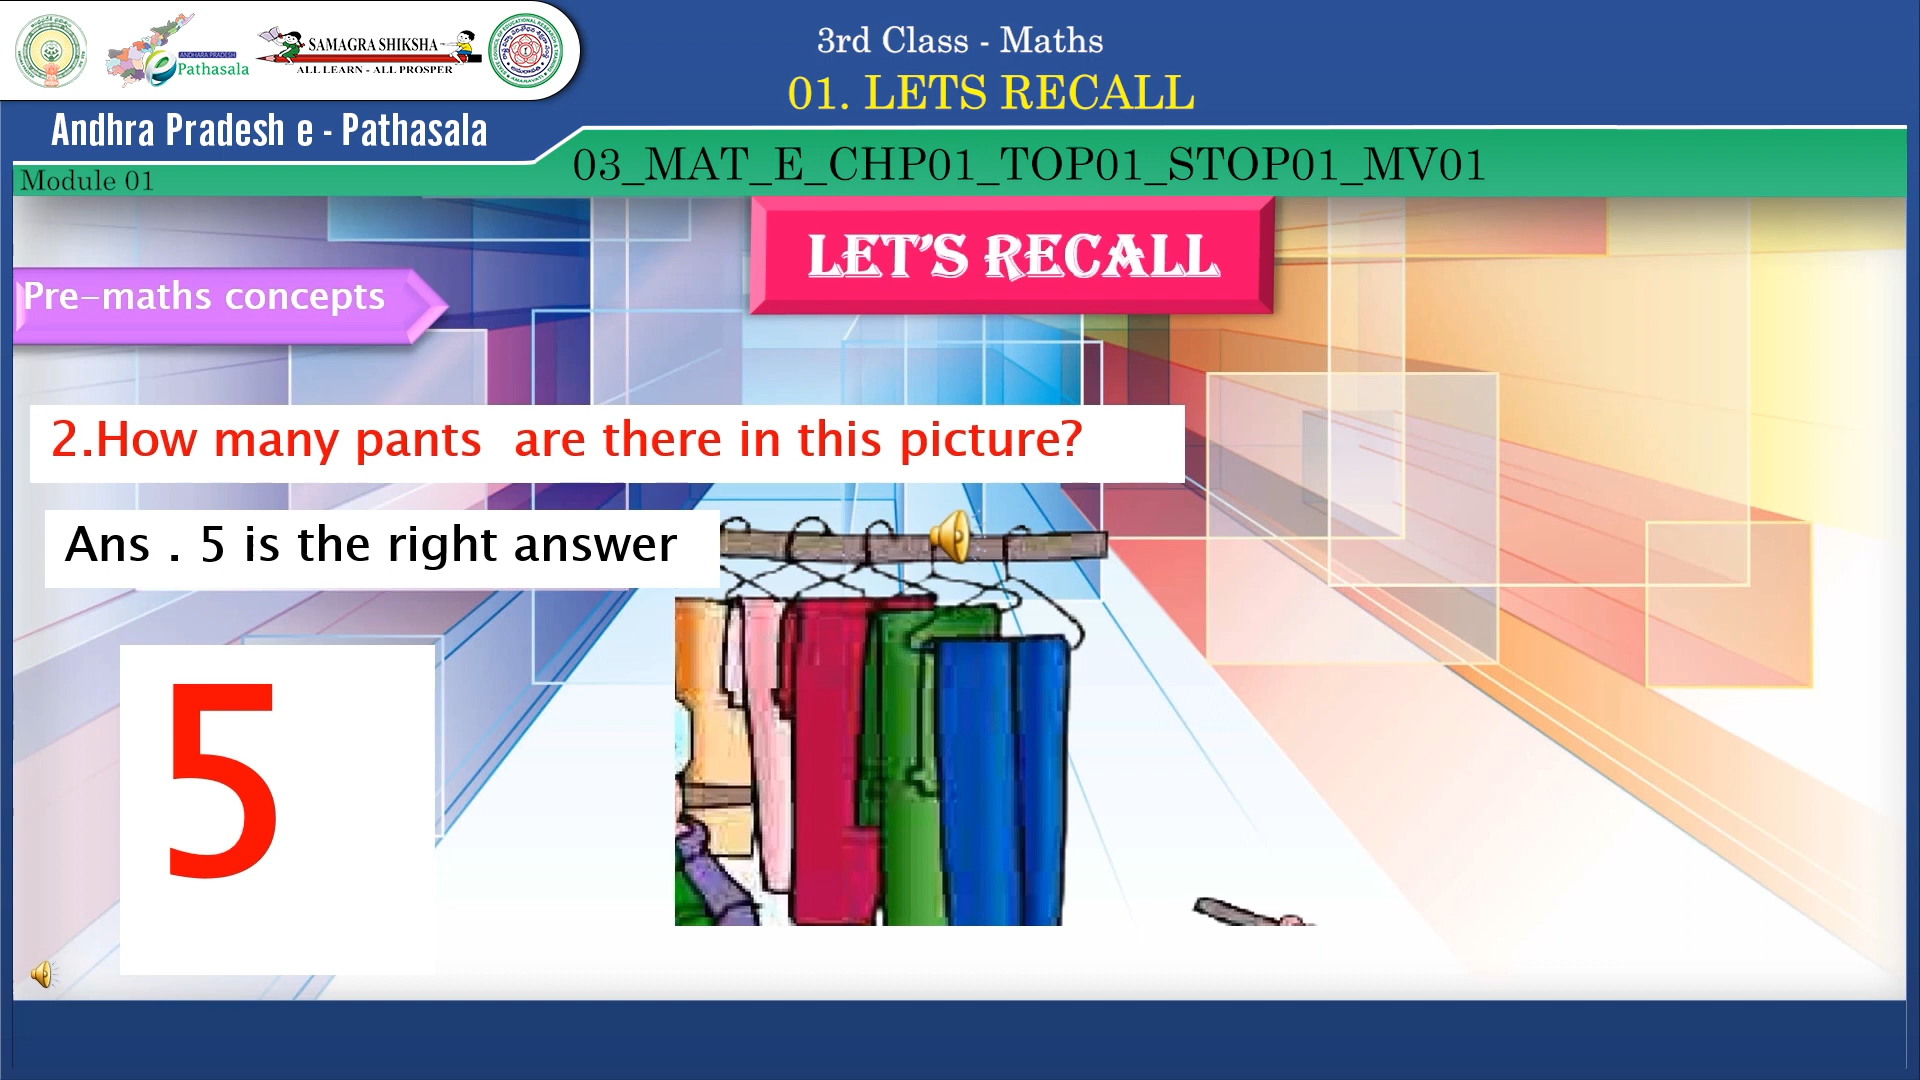 ANDHRA PRADESH
e Pathasala
SAMAGRA SHIKSHA
ALL LEARN - ALL PROSPER
3rd Class - Maths
01. LETS RECALL
Andhra Pradesh e - Pathasala
03_MAT_E_CHP01_TOP01_STOP01_MV01
Module 01
LET'S RECALL
Pre-maths concepts
2.How many pants  are there in this picture?
Ans . 5 is the right answer
5